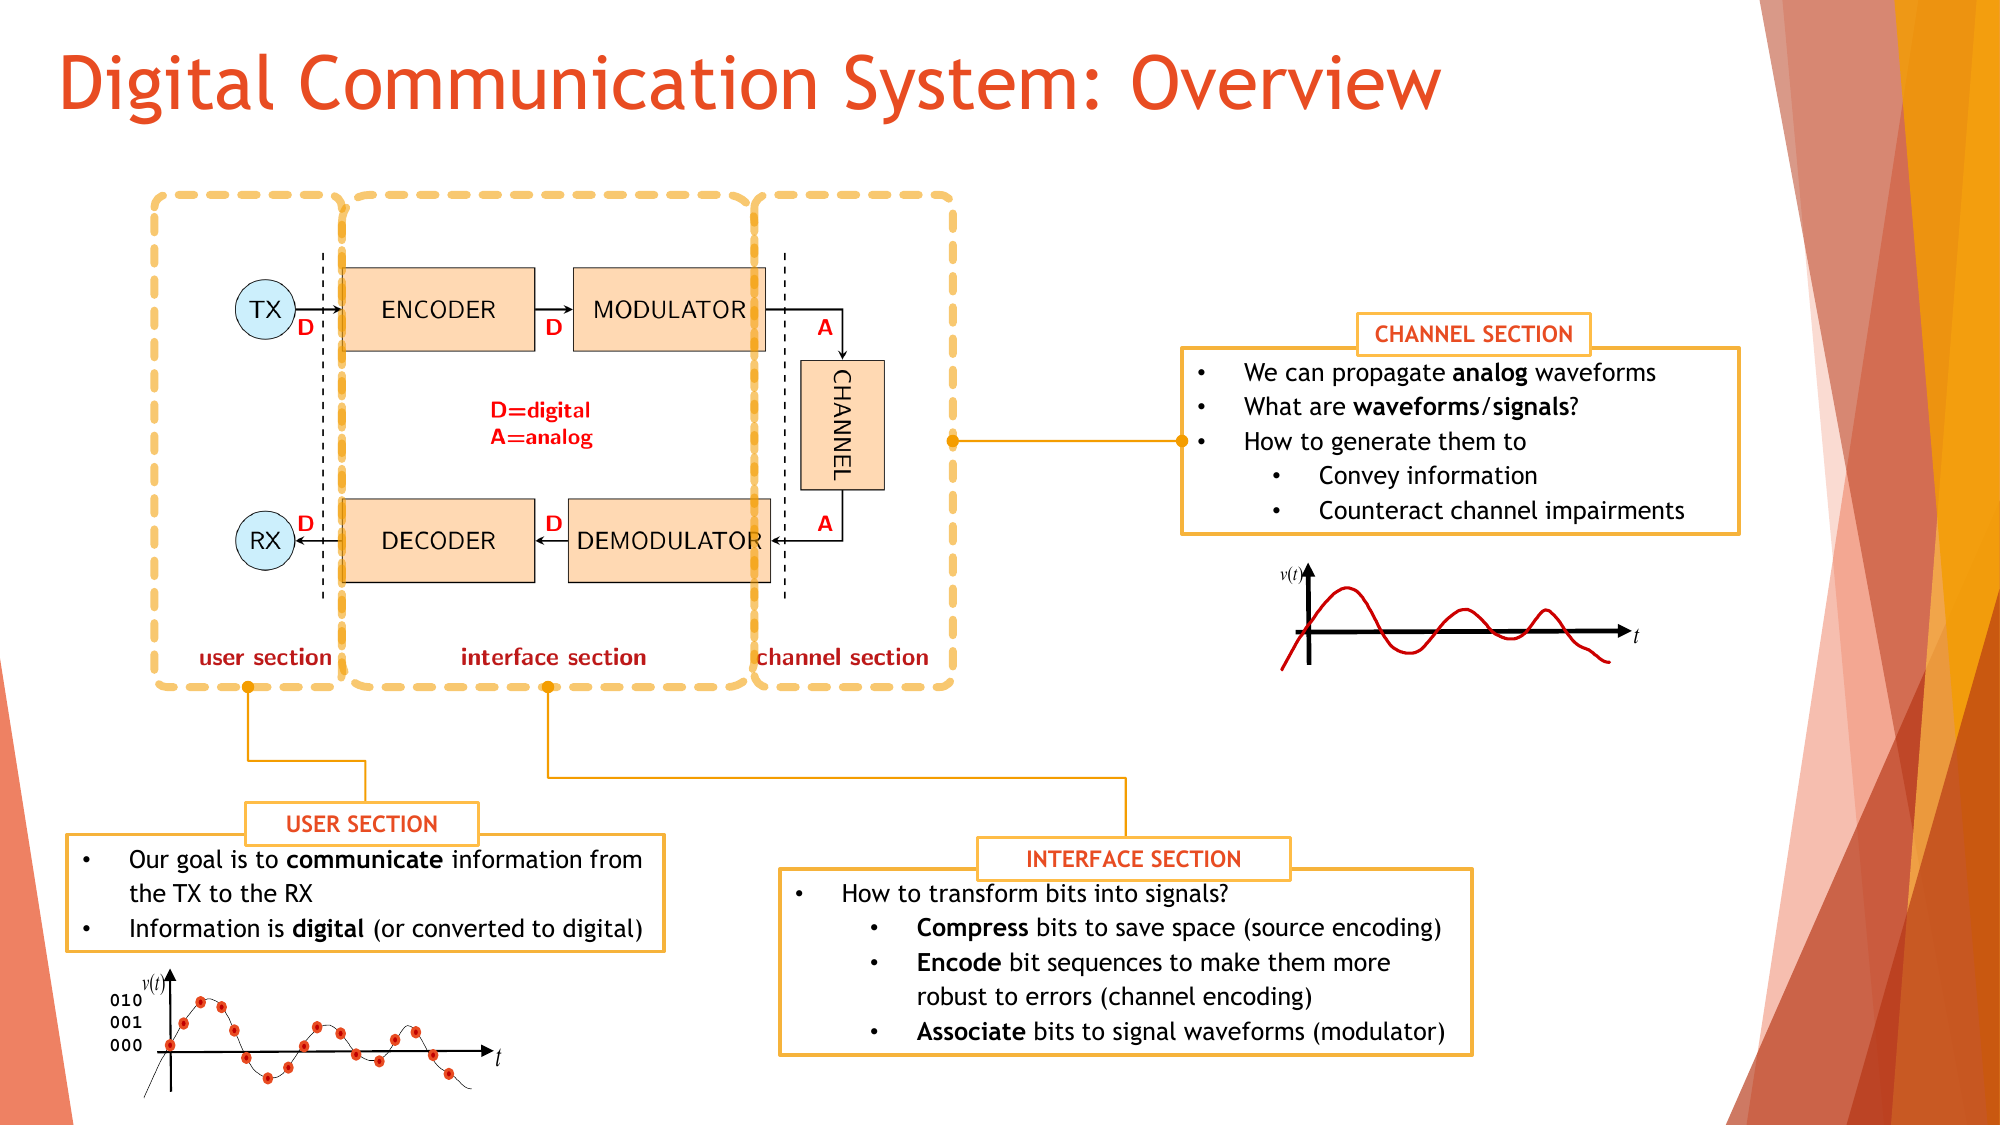 Digital Communication System: Overview
TX
D
ENCODER
D
MODULATOR
A
CHANNEL
D=digital
A=analog
RX
D
DECODER
D
DEMODULATOR
A
user section
interface section
channel section
CHANNEL SECTION
• We can propagate analog waveforms
• What are waveforms/signals?
• How to generate them to
• Convey information
• Counteract channel impairments
v(t)
t
USER SECTION
• Our goal is to communicate information from
the TX to the RX
• Information is digital (or converted to digital)
v(t)
010
001
000
t
INTERFACE SECTION
• How to transform bits into signals?
• Compress bits to save space (source encoding)
• Encode bit sequences to make them more
robust to errors (channel encoding)
• Associate bits to signal waveforms (modulator)